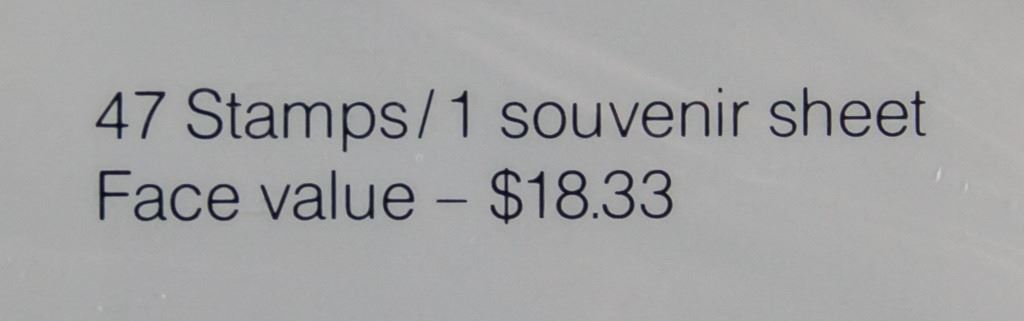 47 Stamps/1 souvenir sheet
Face value – $18.33